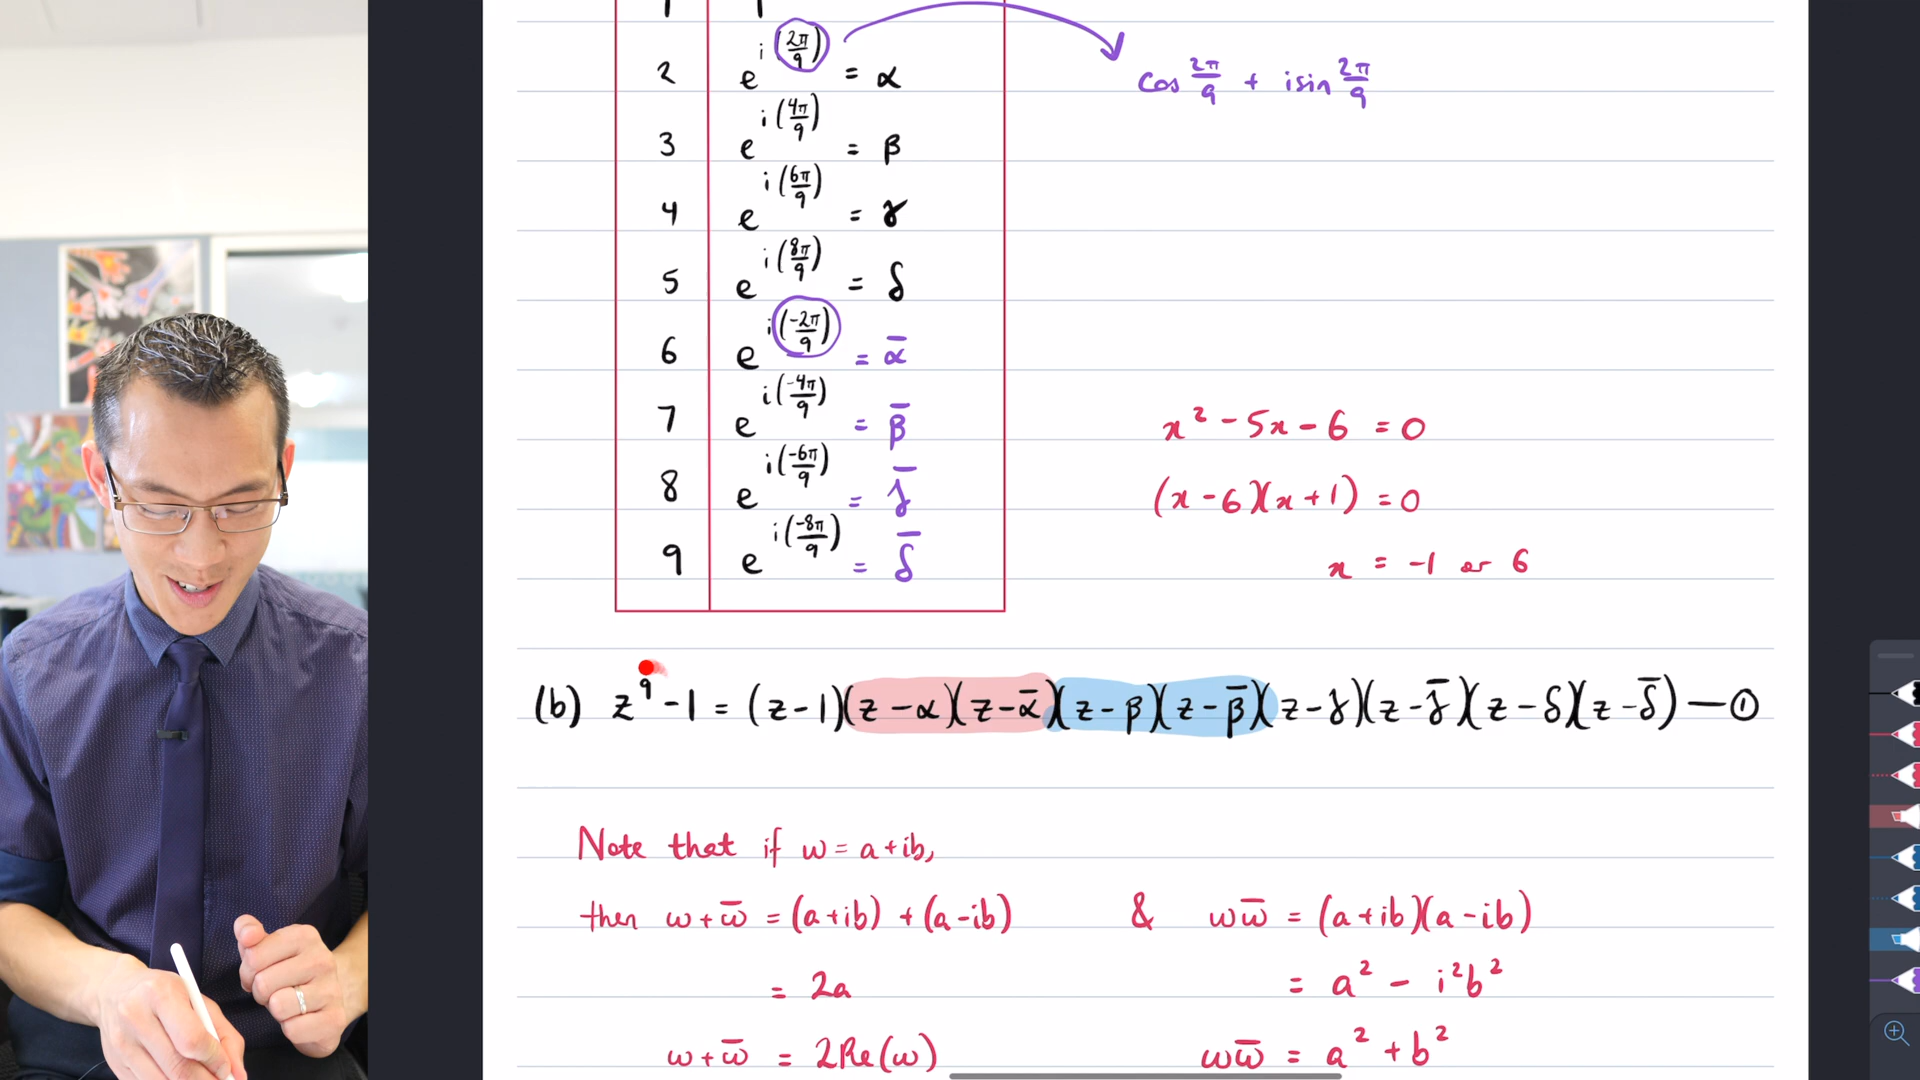 1 1
2 e^{i(2π/9)} = α
cos 2π/9 + isin 2π/9
3 e^{i(4π/9)} = β
4 e^{i(6π/9)} = γ
5 e^{i(8π/9)} = δ
6 e^{i(-2π/9)} = α̅
7 e^{i(-4π/9)} = β̅
8 e^{i(-6π/9)} = γ̅
9 e^{i(-8π/9)} = δ̅
x² - 5x - 6 = 0
(x - 6)(x + 1) = 0
x = -1 or 6
(b) z⁹ - 1 = (z - 1)(z - α)(z - α̅)(z - β)(z - β̅)(z - γ)(z - γ̅)(z - δ)(z - δ̅) — ①
Note that if ω = a + ib,
then ω + ω̅ = (a + ib) + (a - ib)
= 2a
ω + ω̅ = 2Re(ω)
& ωω̅ = (a + ib)(a - ib)
= a² - i²b²
ωω̅ = a² + b²